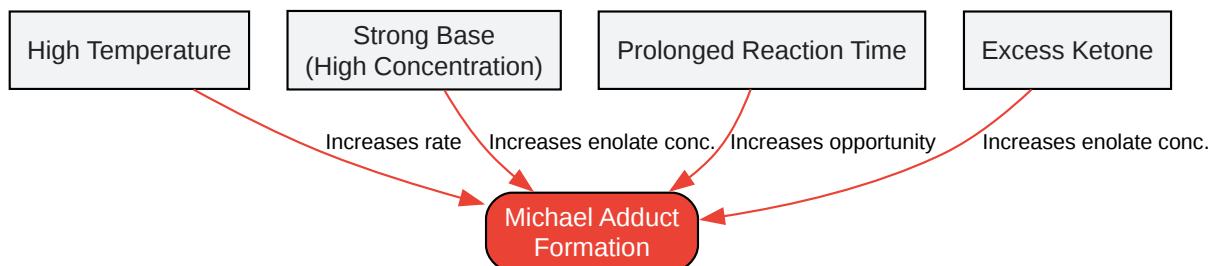 High Temperature
Strong Base
(High Concentration)
Prolonged Reaction Time
Excess Ketone
Increases rate
Increases enolate conc.
Increases opportunity
Increases enolate conc.
Michael Adduct
Formation